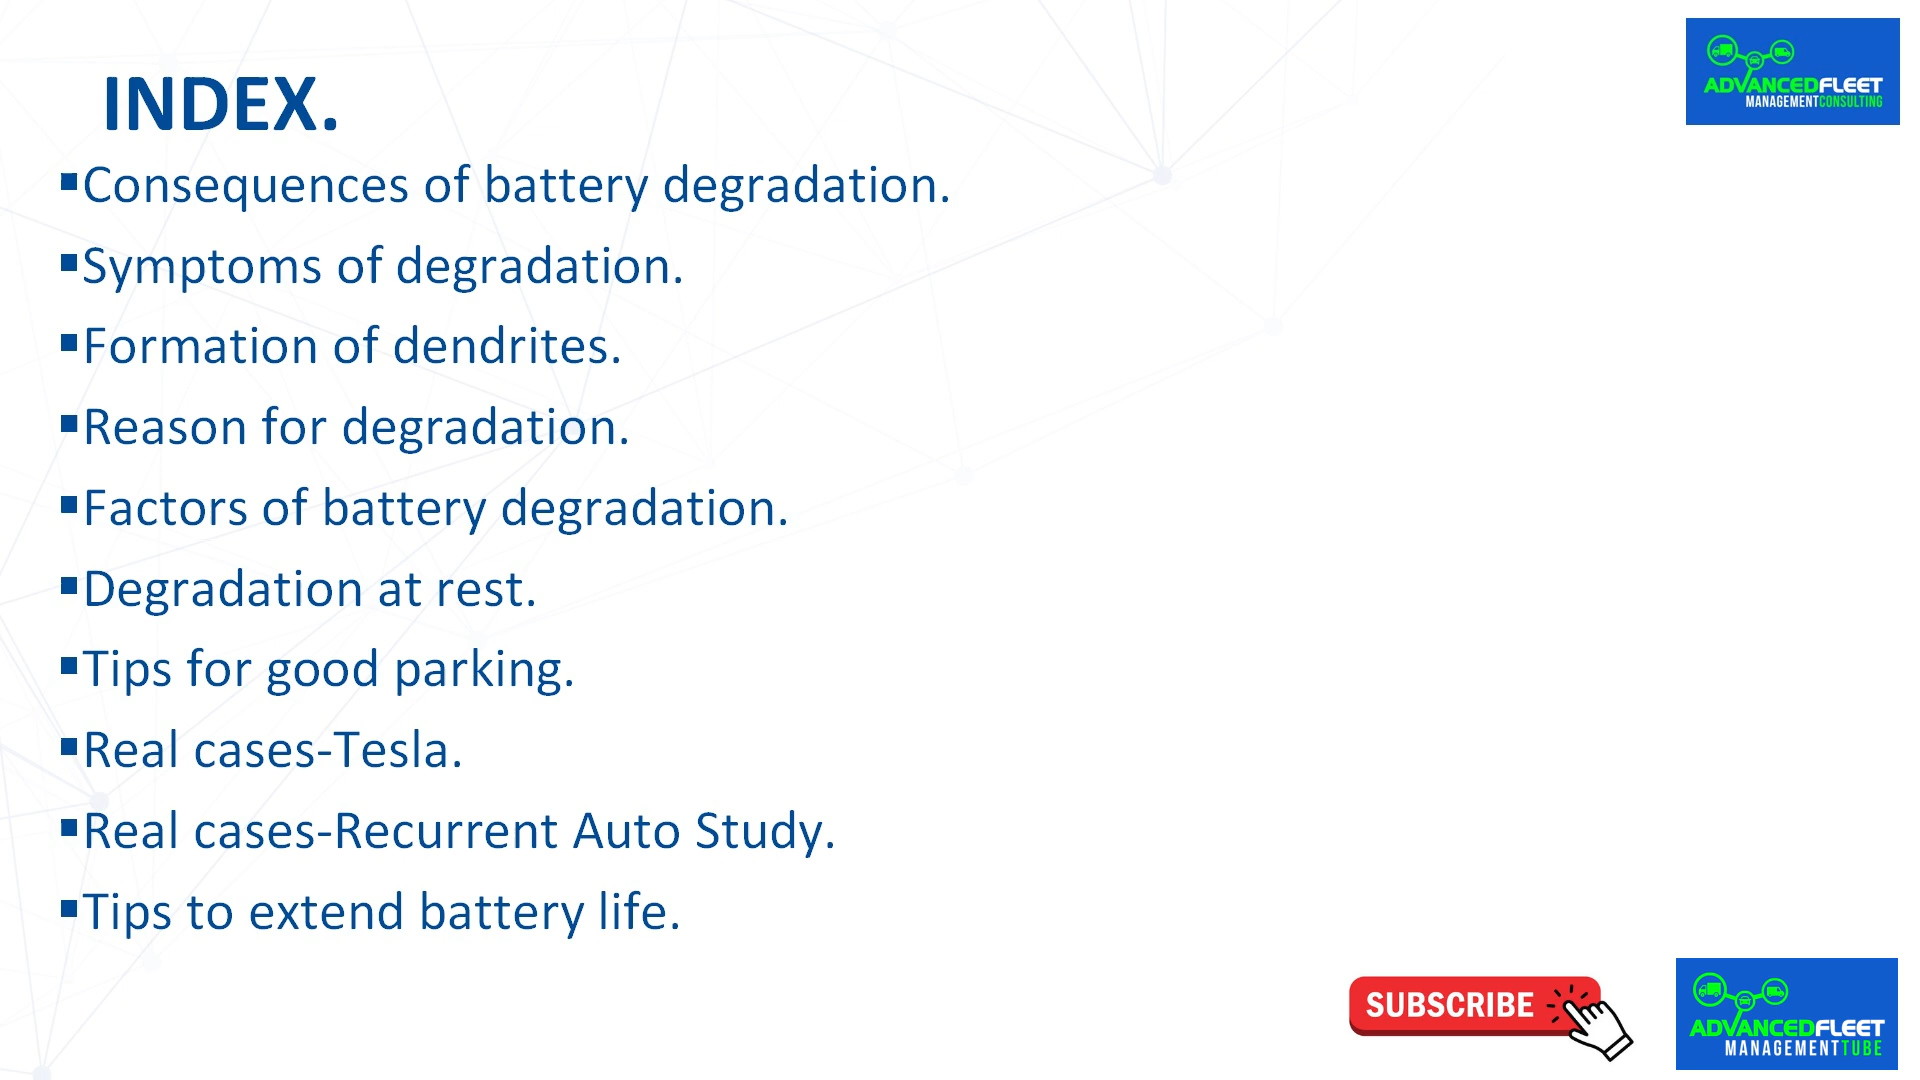 INDEX.
ADVANCEDFLEET
MANAGEMENTCONSULTING
▪Consequences of battery degradation.
▪Symptoms of degradation.
▪Formation of dendrites.
▪Reason for degradation.
▪Factors of battery degradation.
▪Degradation at rest.
▪Tips for good parking.
▪Real cases-Tesla.
▪Real cases-Recurrent Auto Study.
▪Tips to extend battery life.
SUBSCRIBE
ADVANCEDFLEET
MANAGEMENTTUBE